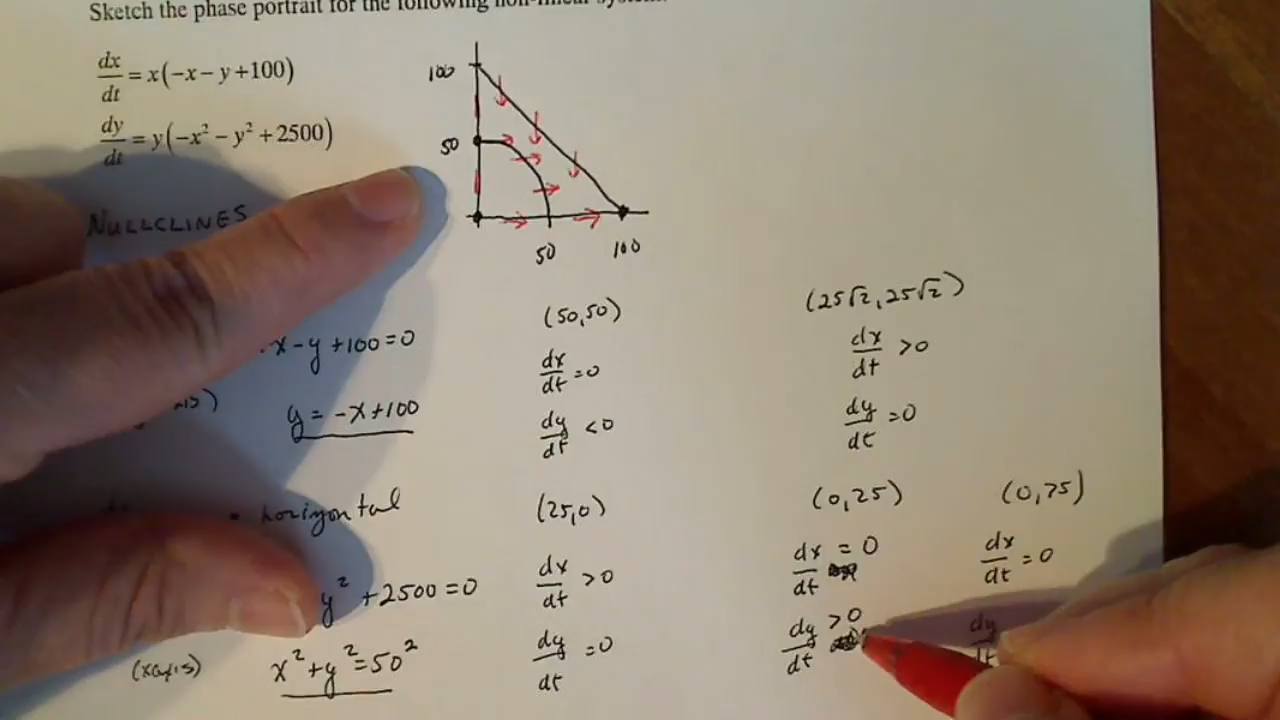 Sketch the phase portrait for the following non-linear system.
dx/dt = x(−x − y + 100)
dy/dt = y(−x² − y² + 2500)
100
50
50
100
NULLCLINES
x − y + 100 = 0
y = −x + 100
horizontal
y² + 2500 = 0
(xaxis)
x² + y² = 50²
(50,50)
dx/dt = 0
dy/dt < 0
(25,0)
dx/dt > 0
dy/dt = 0
(25√2, 25√2)
dx/dt > 0
dy/dt = 0
(0,25)
dx/dt = 0
dy/dt > 0
(0,75)
dx/dt = 0
dy/dt